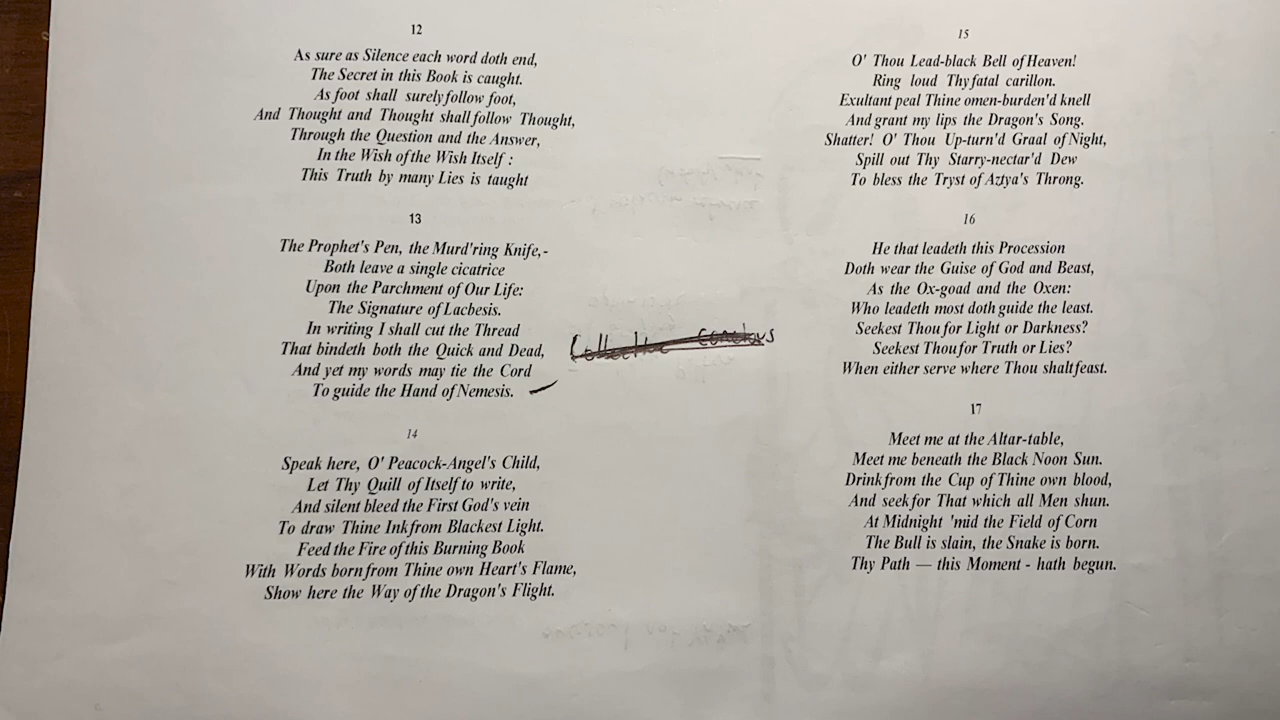 12
As sure as Silence each word doth end,
The Secret in this Book is caught.
As foot shall surely follow foot,
And Thought and Thought shall follow Thought,
Through the Question and the Answer,
In the Wish of the Wish Itself :
This Truth by many Lies is taught
13
The Prophet's Pen, the Murd'ring Knife,-
Both leave a single cicatrice
Upon the Parchment of Our Life:
The Signature of Lacbesis.
In writing I shall cut the Thread
That bindeth both the Quick and Dead,
And yet my words may tie the Cord
To guide the Hand of Nemesis.
Collective
14
Speak here, O' Peacock-Angel's Child,
Let Thy Quill of Itself to write,
And silent bleed the First God's vein
To draw Thine Ink from Blackest Light.
Feed the Fire of this Burning Book
With Words born from Thine own Heart's Flame,
Show here the Way of the Dragon's Flight.
15
O' Thou Lead-black Bell of Heaven!
Ring loud Thy fatal carillon.
Exultant peal Thine omen-burden'd knell
And grant my lips the Dragon's Song.
Shatter! O' Thou Up-turn'd Graal of Night,
Spill out Thy Starry-nectar'd Dew
To bless the Tryst of Aztya's Throng.
16
He that leadeth this Procession
Doth wear the Guise of God and Beast,
As the Ox-goad and the Oxen:
Who leadeth most doth guide the least.
Seekest Thou for Light or Darkness?
Seekest Thou for Truth or Lies?
When either serve where Thou shalt feast.
17
Meet me at the Altar-table,
Meet me beneath the Black Noon Sun.
Drink from the Cup of Thine own blood,
And seek for That which all Men shun.
At Midnight 'mid the Field of Corn
The Bull is slain, the Snake is born.
Thy Path — this Moment - hath begun.